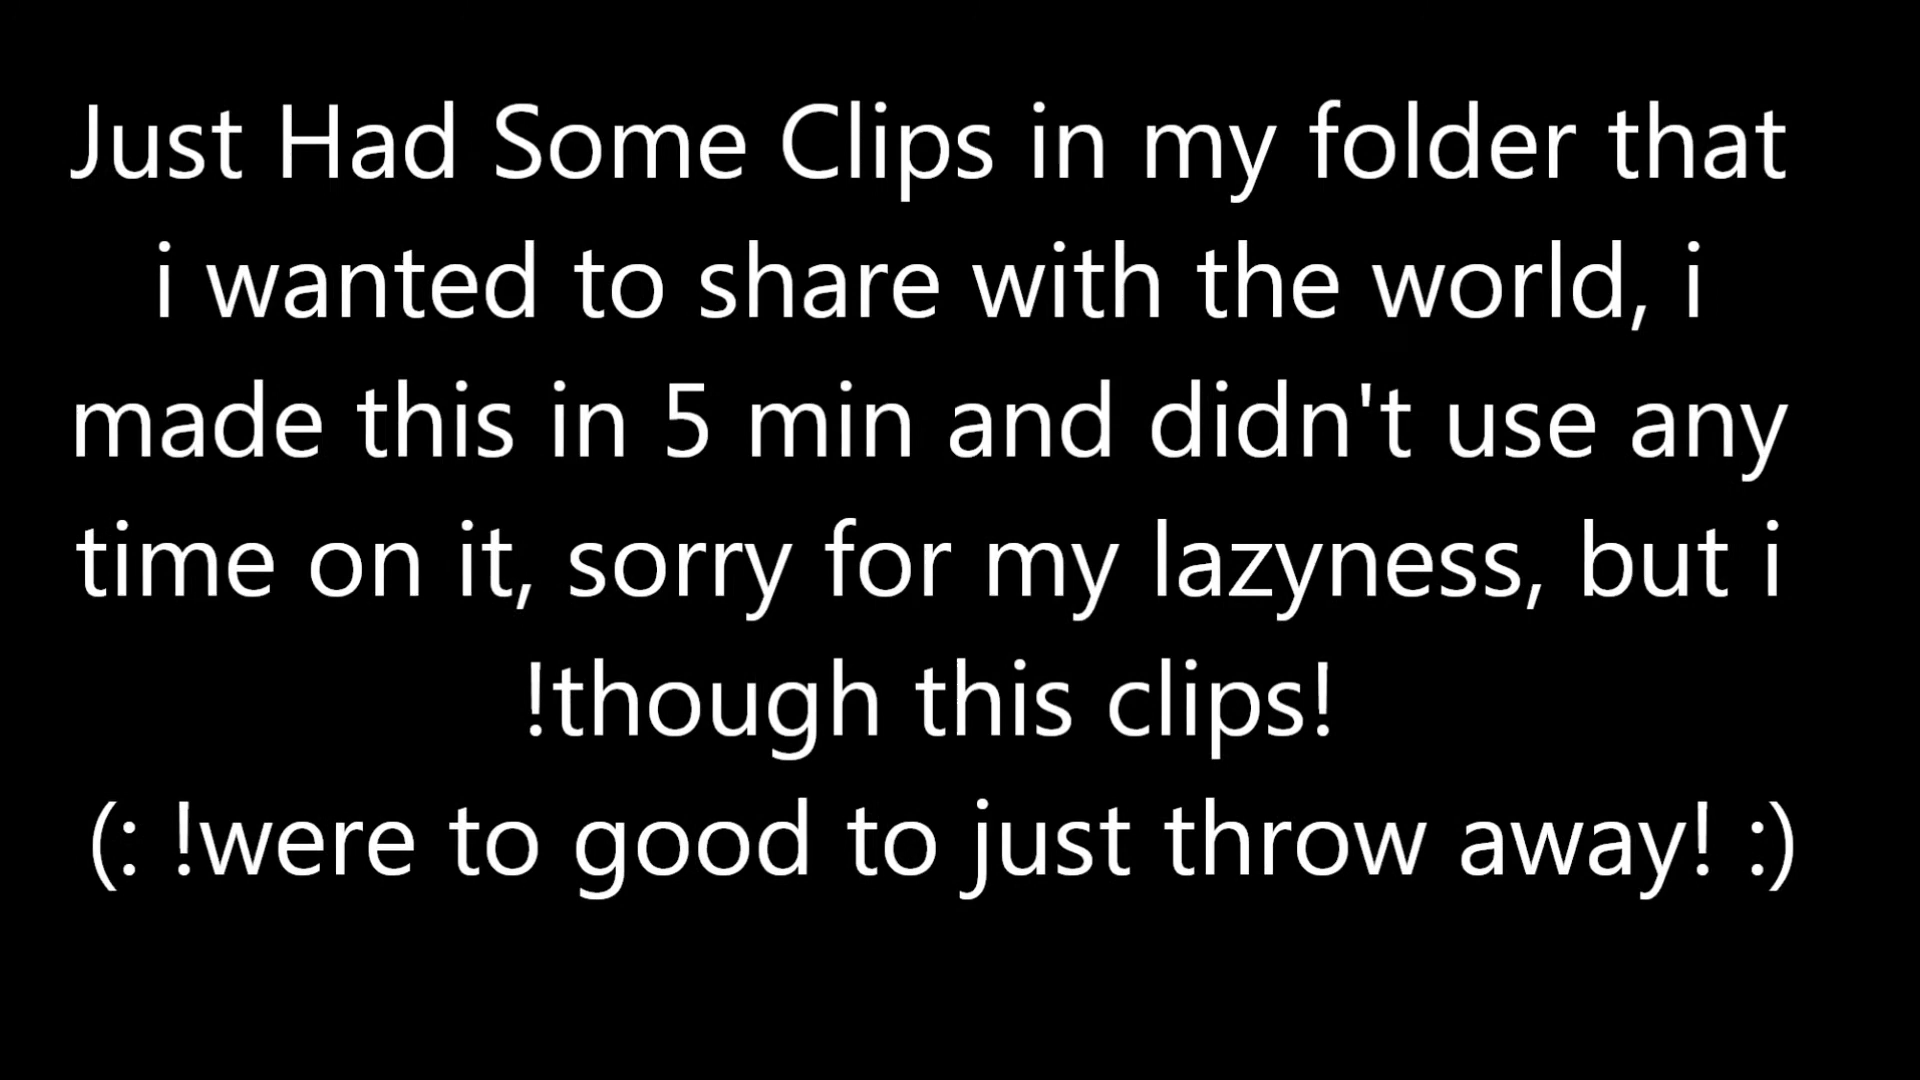 Just Had Some Clips in my folder that
i wanted to share with the world, i
made this in 5 min and didn't use any
time on it, sorry for my lazyness, but i
!though this clips!
(: !were to good to just throw away! :)